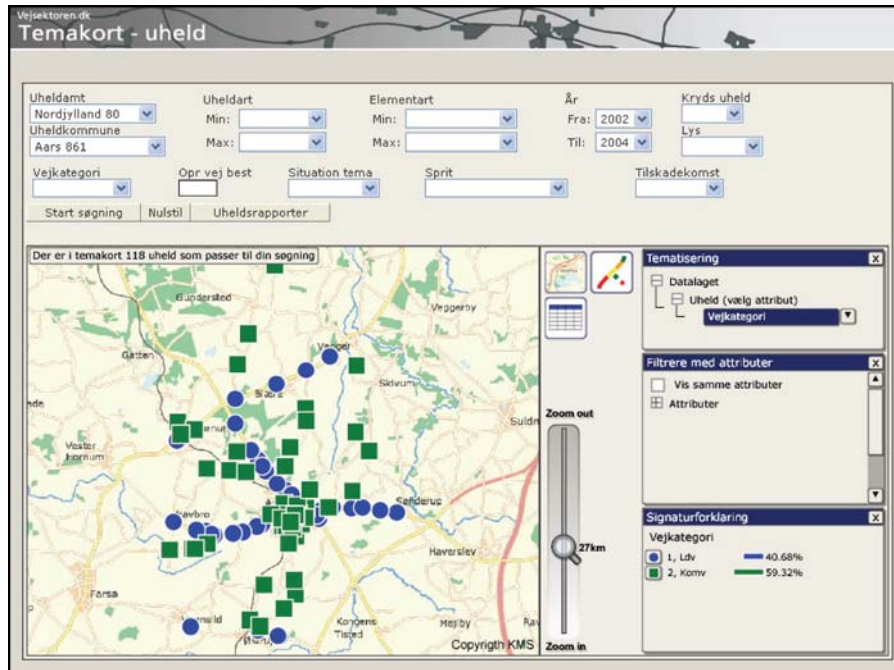 Vejsektoren.dk
Temakort - uheld
Uheldamt
Nordjylland 80
Uheldkommune
Aars 861
Uheldart
Min:
Max:
Elementart
Min:
Max:
År
Fra: 2002
Til: 2004
Kryds uheld
Lys
Vejkategori
Opr vej best
Situation tema
Sprit
Tilskadekomst
Start søgning
Nulstil
Uheldsrapporter
Der er i temakort 118 uheld som passer til din søgning
Gundersted
Veggerby
Gatten
Skivum
Suldr
Vester
Hornum
Sønderup
Haverslev
Farsø
Kongens
Tisted
Mejlby
Copyrigth KMS
Zoom out
27km
Zoom in
Tematisering
X
Datalaget
Uheld (vælg attribut)
Vejkategori
Filtrere med attributer
X
Vis samme attributer
Attributer
Signaturforklaring
X
Vejkategori
1, Ldv 40.68%
2, Komv 59.32%